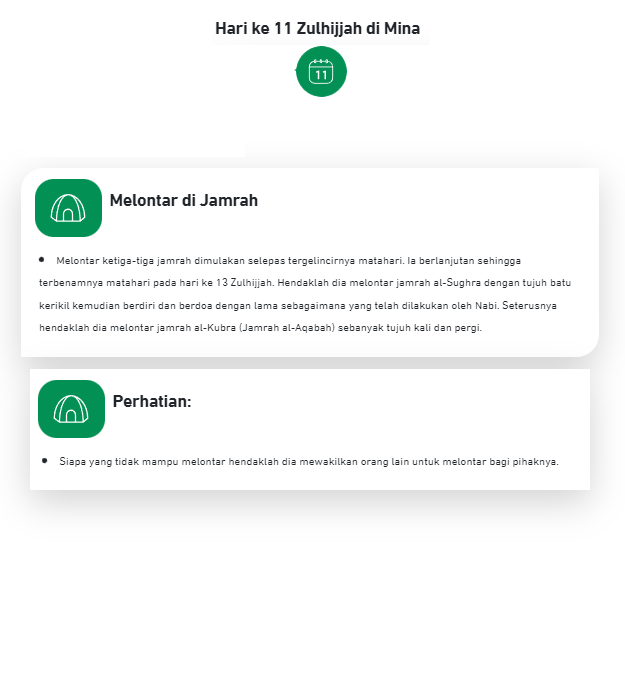 Hari ke 11 Zulhijjah di Mina
11
Melontar di Jamrah
• Melontar ketiga-tiga jamrah dimulakan selepas tergelincirnya matahari. Ia berlanjutan sehingga
terbenamnya matahari pada hari ke 13 Zulhijjah. Hendaklah dia melontar jamrah al-Sughra dengan tujuh batu
kerikil kemudian berdiri dan berdoa dengan lama sebagaimana yang telah dilakukan oleh Nabi. Seterusnya
hendaklah dia melontar jamrah al-Kubra (Jamrah al-Aqabah) sebanyak tujuh kali dan pergi.
Perhatian:
• Siapa yang tidak mampu melontar hendaklah dia mewakilkan orang lain untuk melontar bagi pihaknya.